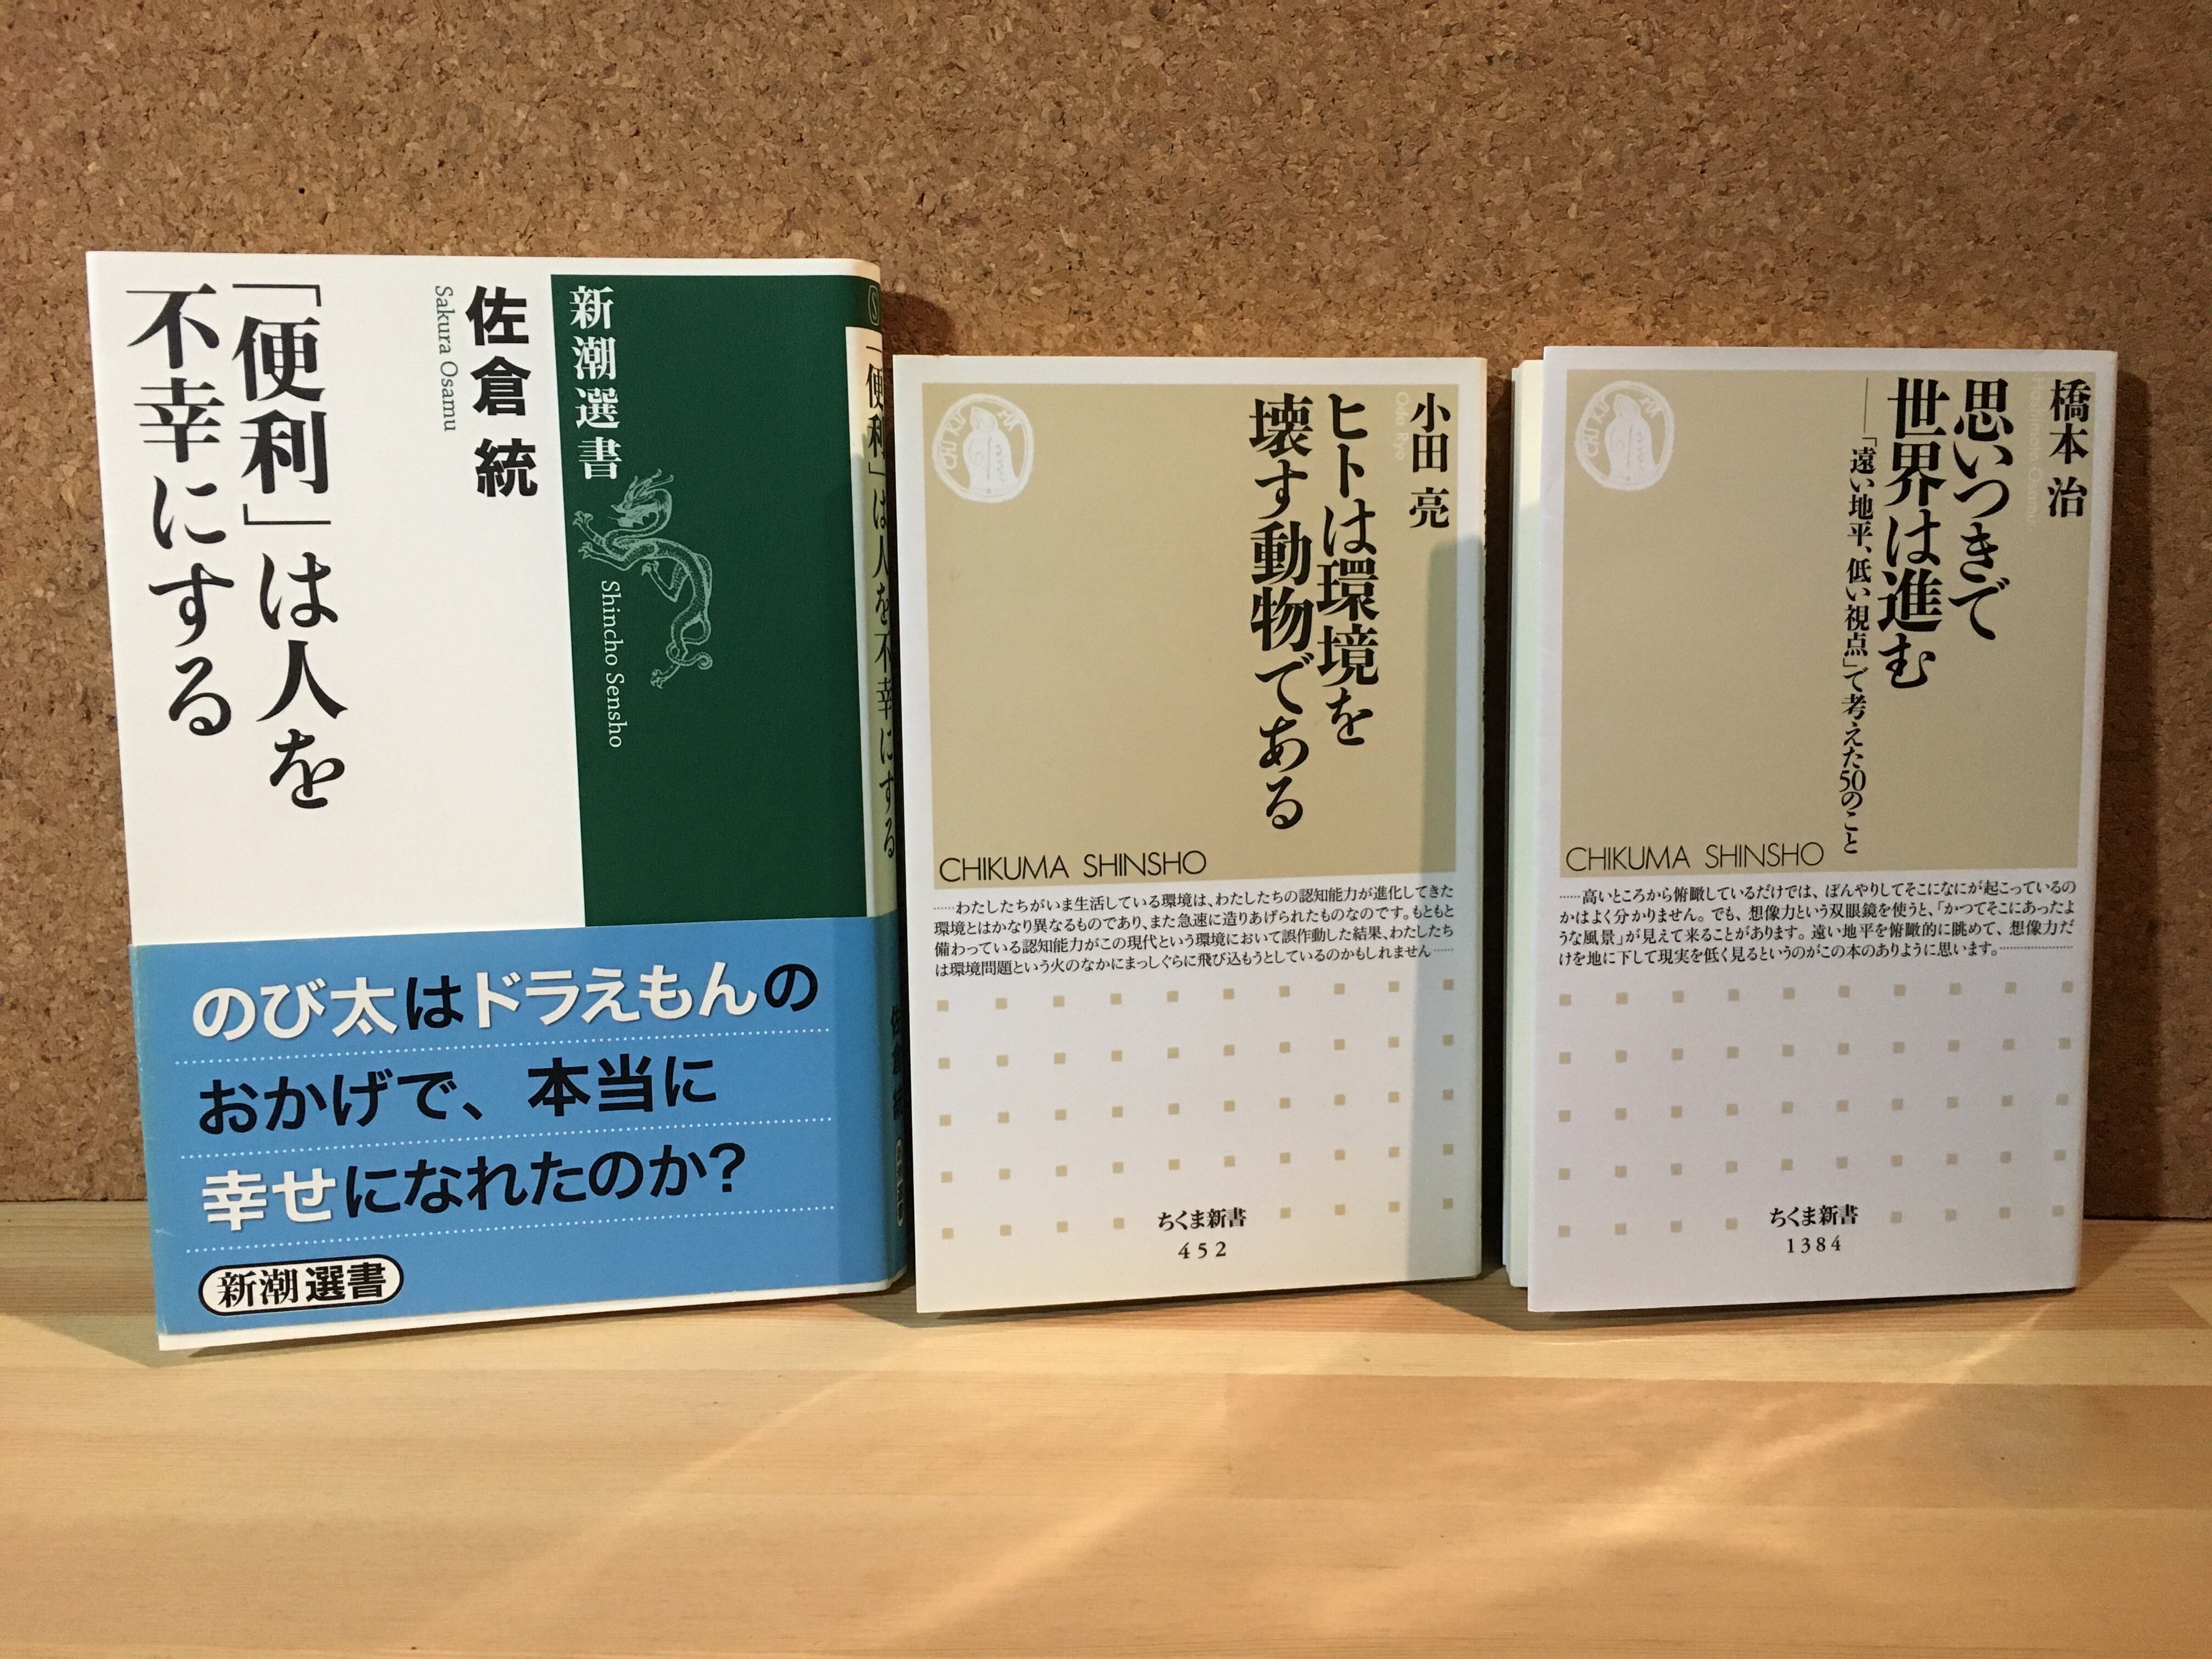 「便利」は人を
不幸にする
佐倉 統
Sakura Osamu
新潮選書
Shincho Sensho
のび太はドラえもんの
おかげで、本当に
幸せになれたのか?
新潮選書
「便利」は人を不幸にする
佐倉 統
小田 亮
Oda Ryo
ヒトは環境を
壊す動物である
CHIKUMA SHINSHO
……わたしたちがいま生活している環境は、わたしたちの認知能力が進化してきた
環境とはかなり異なるものであり、また急速に造りあげられたものなのです。もともと
備わっている認知能力がこの現代という環境において誤作動した結果、わたしたち
は環境問題という火のなかにまっしぐらに飛び込もうとしているのかもしれません……
ちくま新書
452
橋本 治
Hashimoto Osamu
思いつきで
世界は進む
――「遠い地平、低い視点」で考えた50のこと
CHIKUMA SHINSHO
……高いところから俯瞰しているだけでは、ぼんやりしてそこになにが起こっているの
かはよく分かりません。でも、想像力という双眼鏡を使うと、「かつてそこにあったよ
うな風景」が見えて来ることがあります。遠い地平を俯瞰的に眺めて、想像力だ
けを地に下して現実を低く見るというのがこの本のありように思います。…………
ちくま新書
1384